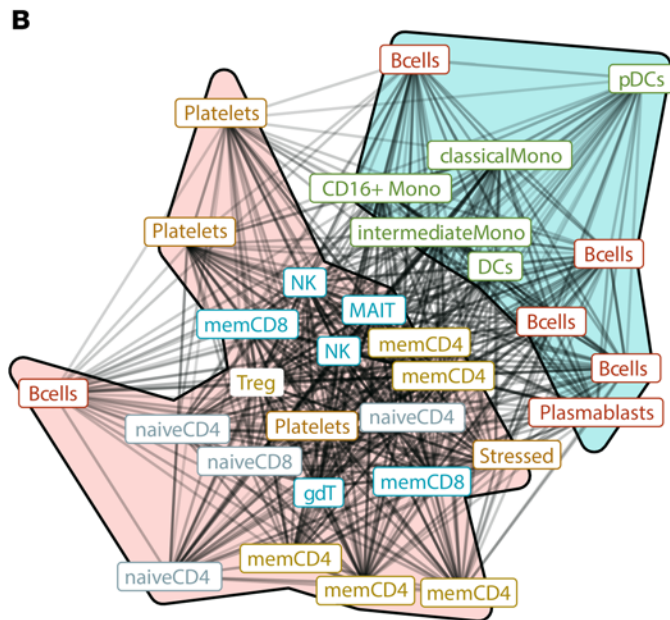 B
Bcells
pDCs
Platelets
classicalMono
CD16+ Mono
Platelets
intermediateMono
Bcells
DCs
NK
MAIT
memCD8
Bcells
NK
memCD4
memCD4
Bcells
Treg
Bcells
Plasmablasts
naiveCD4
Platelets
naiveCD4
naiveCD8
Stressed
gdT
memCD8
memCD4
naiveCD4
memCD4
memCD4